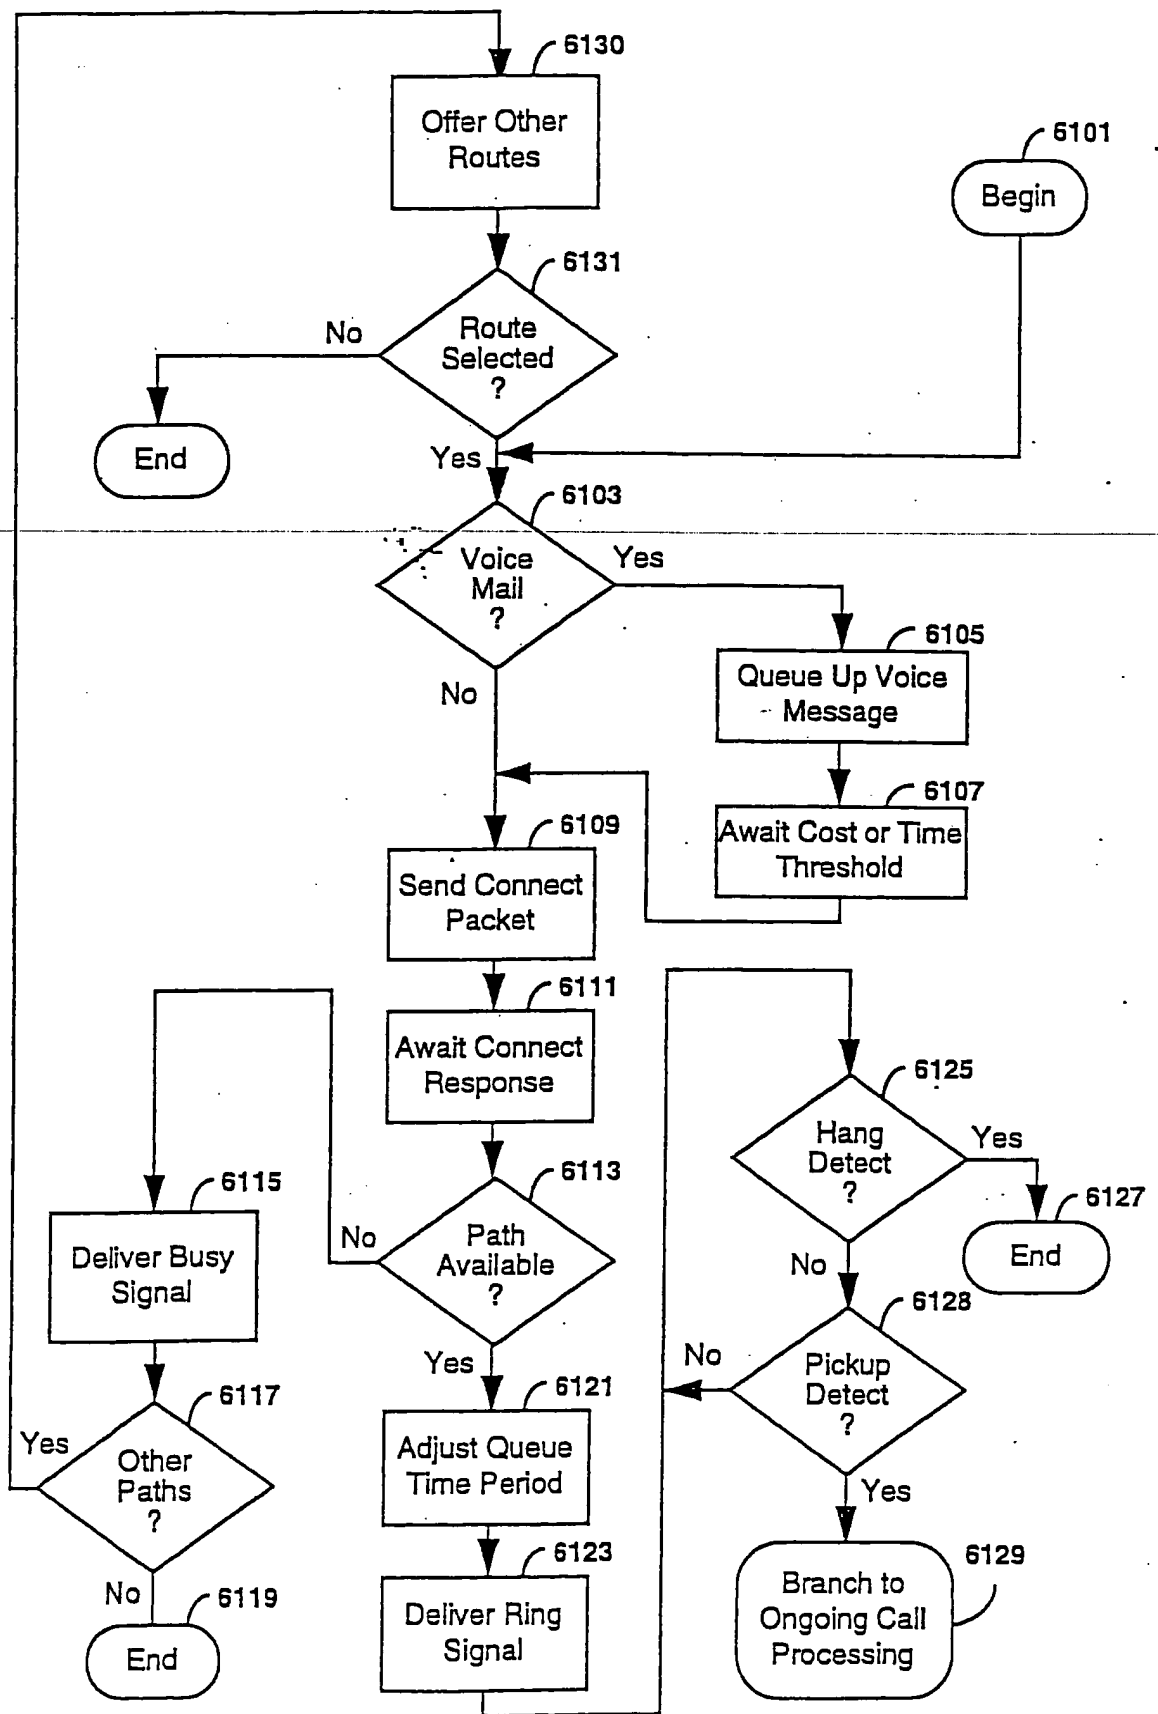 6130
Offer Other
Routes
6101
Begin
6131
Route
Selected
?
No
End
Yes
6103
Voice
Mail
?
Yes
6105
Queue Up Voice
Message
No
6107
Await Cost or Time
Threshold
6109
Send Connect
Packet
6111
Await Connect
Response
6125
Hang
Detect
?
Yes
6127
End
6113
Path
Available
?
No
6115
Deliver Busy
Signal
No
6128
Pickup
Detect
?
No
Yes
6121
Adjust Queue
Time Period
6117
Other
Paths
?
Yes
Yes
6123
Deliver Ring
Signal
6129
Branch to
Ongoing Call
Processing
No
6119
End